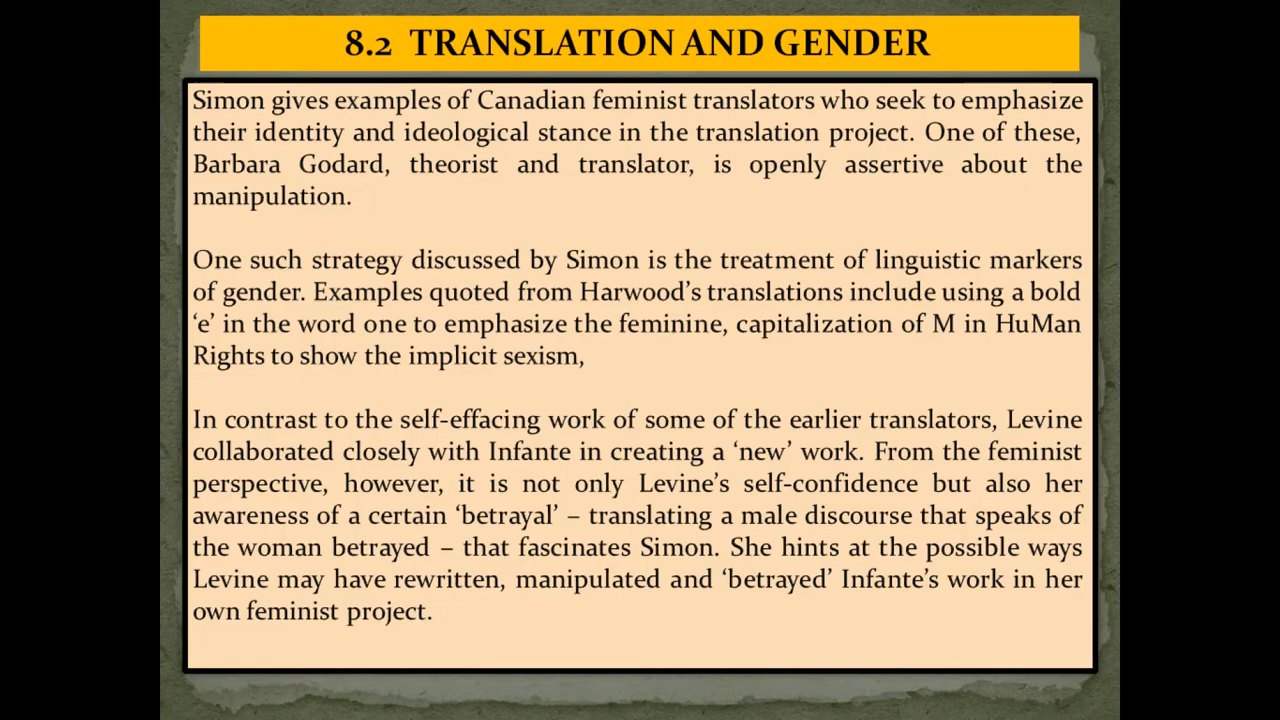 8.2 TRANSLATION AND GENDER
Simon gives examples of Canadian feminist translators who seek to emphasize
their identity and ideological stance in the translation project. One of these,
Barbara Godard, theorist and translator, is openly assertive about the
manipulation.
One such strategy discussed by Simon is the treatment of linguistic markers
of gender. Examples quoted from Harwood’s translations include using a bold
‘e’ in the word one to emphasize the feminine, capitalization of M in HuMan
Rights to show the implicit sexism,
In contrast to the self-effacing work of some of the earlier translators, Levine
collaborated closely with Infante in creating a ‘new’ work. From the feminist
perspective, however, it is not only Levine’s self-confidence but also her
awareness of a certain ‘betrayal’ – translating a male discourse that speaks of
the woman betrayed – that fascinates Simon. She hints at the possible ways
Levine may have rewritten, manipulated and ‘betrayed’ Infante’s work in her
own feminist project.